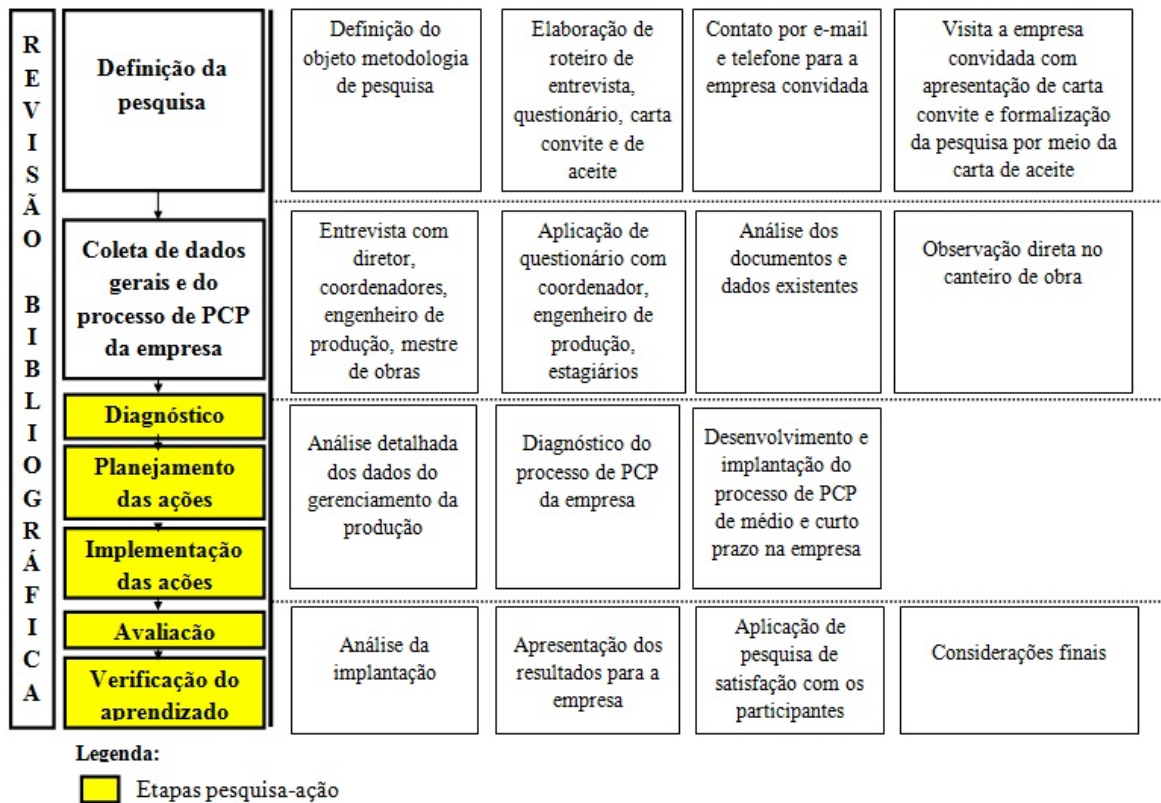 REVISÃO BIBLIOGRÁFICA
Definição da
pesquisa
Definição do
objeto metodologia
de pesquisa
Elaboração de
roteiro de
entrevista,
questionário, carta
convite e de
aceite
Contato por e-mail
e telefone para a
empresa convidada
Visita a empresa
convidada com
apresentação de carta
convite e formalização
da pesquisa por meio da
carta de aceite
Coleta de dados
gerais e do
processo de PCP
da empresa
Entrevista com
diretor,
coordenadores,
engenheiro de
produção, mestre
de obras
Aplicação de
questionário com
coordenador,
engenheiro de
produção,
estagiários
Análise dos
documentos e
dados existentes
Observação direta no
canteiro de obra
Diagnóstico
Planejamento
das ações
Implementação
das ações
Análise detalhada
dos dados do
gerenciamento da
produção
Diagnóstico do
processo de PCP
da empresa
Desenvolvimento e
implantação do
processo de PCP
de médio e curto
prazo na empresa
Avaliacão
Verificação do
aprendizado
Análise da
implantação
Apresentação dos
resultados para a
empresa
Aplicação de
pesquisa de
satisfação com os
participantes
Considerações finais
Legenda:
Etapas pesquisa-ação